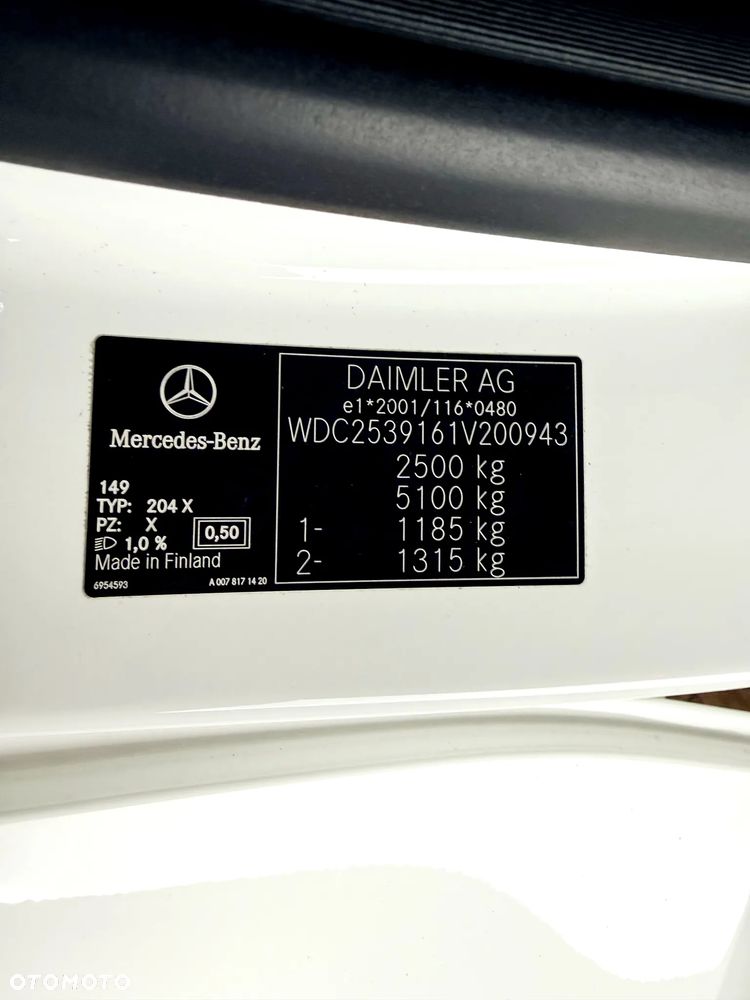 Mercedes-Benz
149
TYP: 204 X
PZ: X
0,50
1,0 %
Made in Finland
6954593
A 007 817 14 20
DAIMLER AG
e1*2001/116*0480
WDC2539161V200943
2500 kg
5100 kg
1- 1185 kg
2- 1315 kg
OTOMOTO